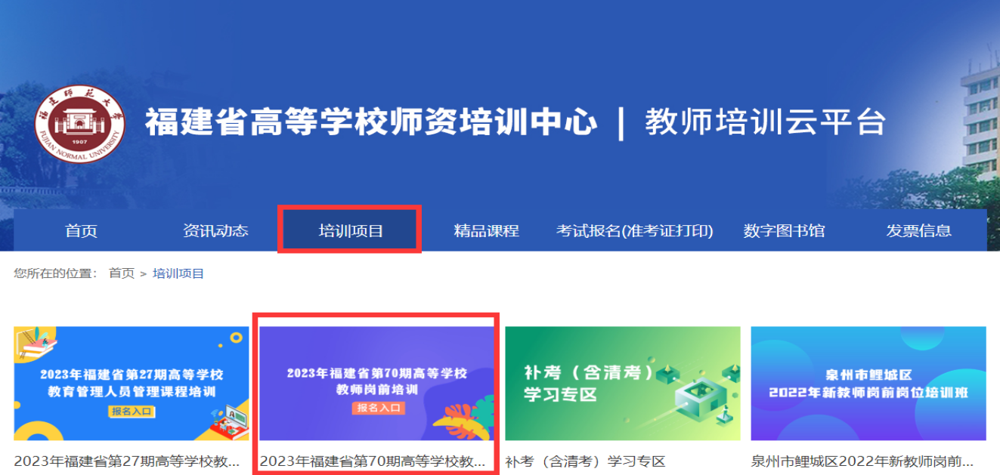 福建师范大学
1907
FUJIAN NORMAL UNIVERSITY
福建省高等学校师资培训中心 | 教师培训云平台
首页 资讯动态 培训项目 精品课程 考试报名(准考证打印) 数字图书馆 发票信息
您所在的位置： 首页 > 培训项目
2023年福建省第27期高等学校
教育管理人员管理课程培训
报名入口
2023年福建省第27期高等学校教...
2023年福建省第70期高等学校
教师岗前培训
报名入口
2023年福建省第70期高等学校教...
补考（含清考）
学习专区
补考（含清考）学习专区
泉州市鲤城区
2022年新教师岗前岗位培训班
泉州市鲤城区2022年新教师岗前...